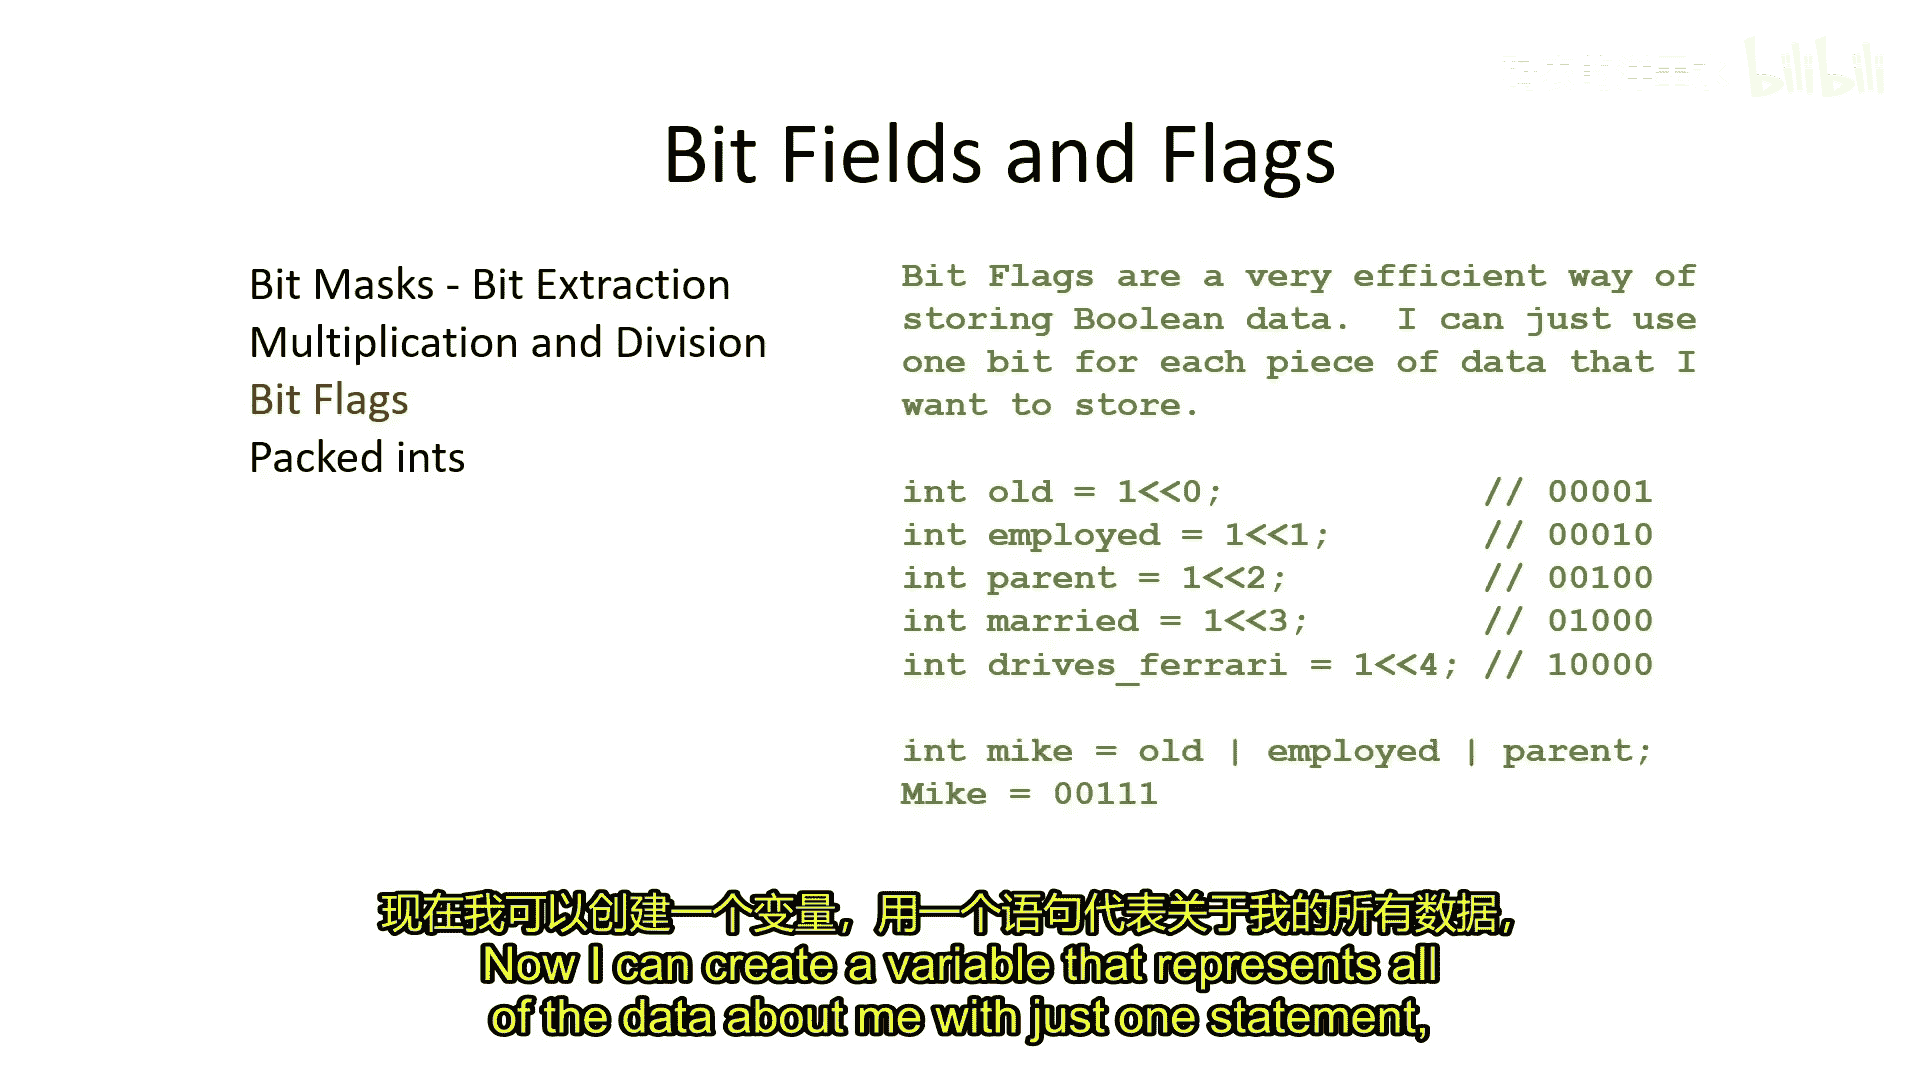 bilibili
Bit Fields and Flags
Bit Masks - Bit Extraction
Multiplication and Division
Bit Flags
Packed ints
Bit Flags are a very efficient way of
storing Boolean data.  I can just use
one bit for each piece of data that I
want to store.
int old = 1<<0;            // 00001
int employed = 1<<1;       // 00010
int parent = 1<<2;         // 00100
int married = 1<<3;        // 01000
int drives_ferrari = 1<<4; // 10000
int mike = old | employed | parent;
Mike = 00111
现在我可以创建一个变量，用一个语句代表关于我的所有数据，
Now I can create a variable that represents all
of the data about me with just one statement,